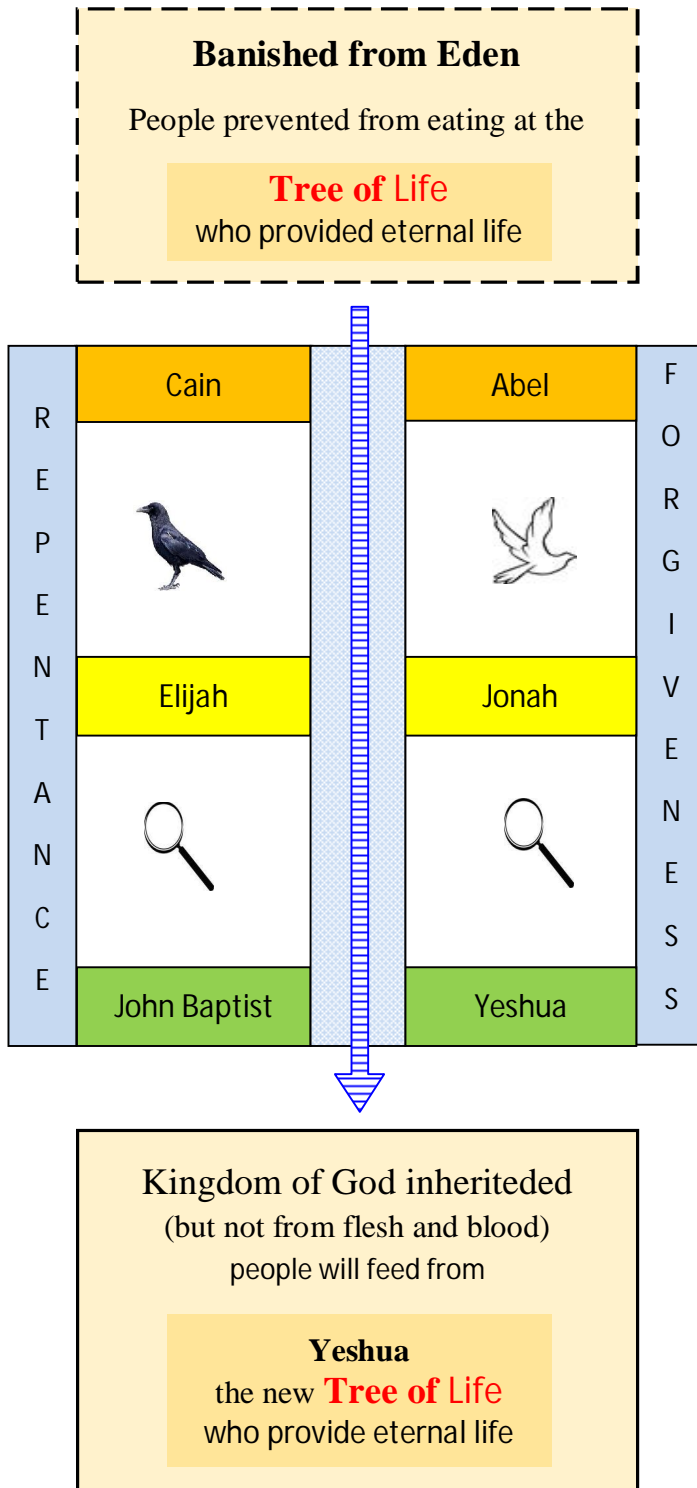 Banished from Eden
People prevented from eating at the
Tree of Life
who provided eternal life
REPENTANCE
Cain
Abel
FORGIVENESS
Elijah
Jonah
John Baptist
Yeshua
Kingdom of God inheriteded
(but not from flesh and blood)
people will feed from
Yeshua
the new Tree of Life
who provide eternal life